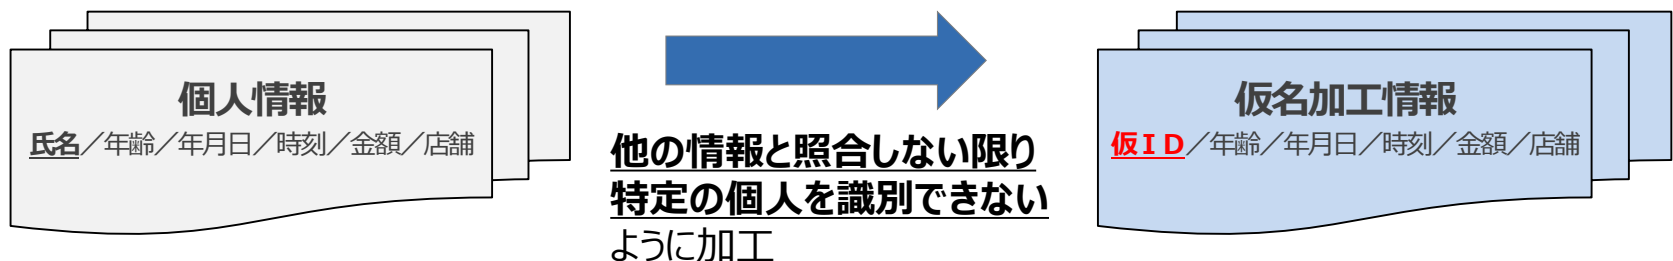 個人情報
氏名／年齢／年月日／時刻／金額／店舗
他の情報と照合しない限り
特定の個人を識別できない
ように加工
仮名加工情報
仮ＩＤ／年齢／年月日／時刻／金額／店舗